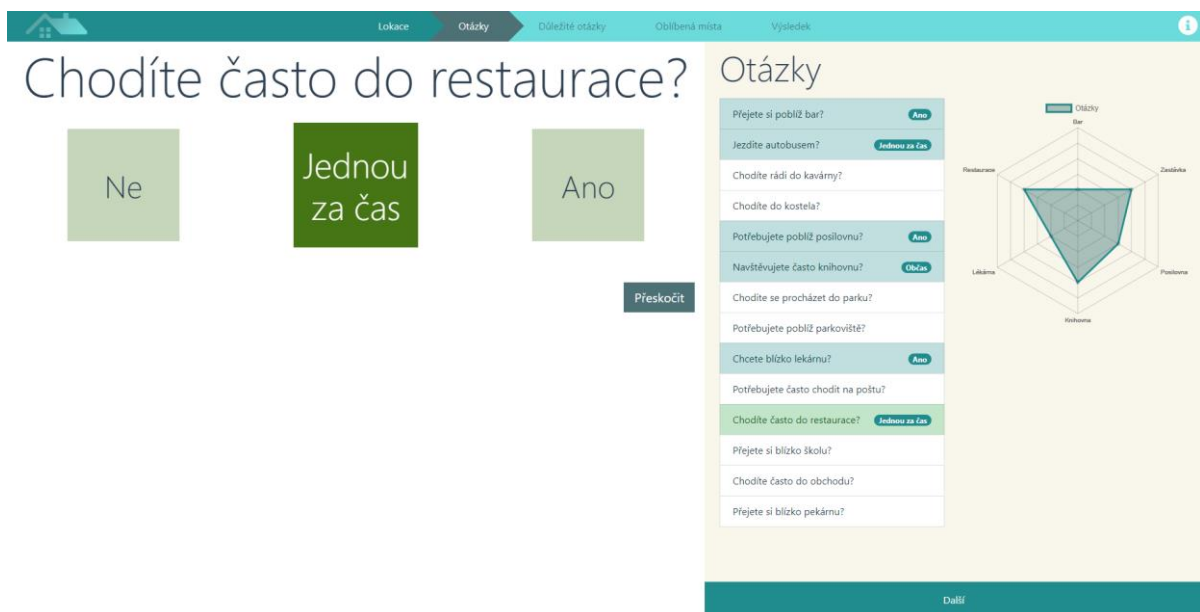 Lokace
Otázky
Důležité otázky
Oblíbená místa
Výsledek
i
Chodíte často do restaurace?
Ne
Jednou
za čas
Ano
Přeskočit
Otázky
Přejete si poblíž bar? Ano
Jezdíte autobusem? Jednou za čas
Chodíte rádi do kavárny?
Chodíte do kostela?
Potřebujete poblíž posilovnu? Ano
Navštěvujete často knihovnu? Občas
Chodíte se procházet do parku?
Potřebujete poblíž parkoviště?
Chcete blízko lekárnu? Ano
Potřebujete často chodit na poštu?
Chodíte často do restaurace? Jednou za čas
Přejete si blízko školu?
Chodíte často do obchodu?
Přejete si blízko pekárnu?
Otázky
Bar
Restaurace
Zastávka
Lékárna
Posilovna
Knihovna
Další